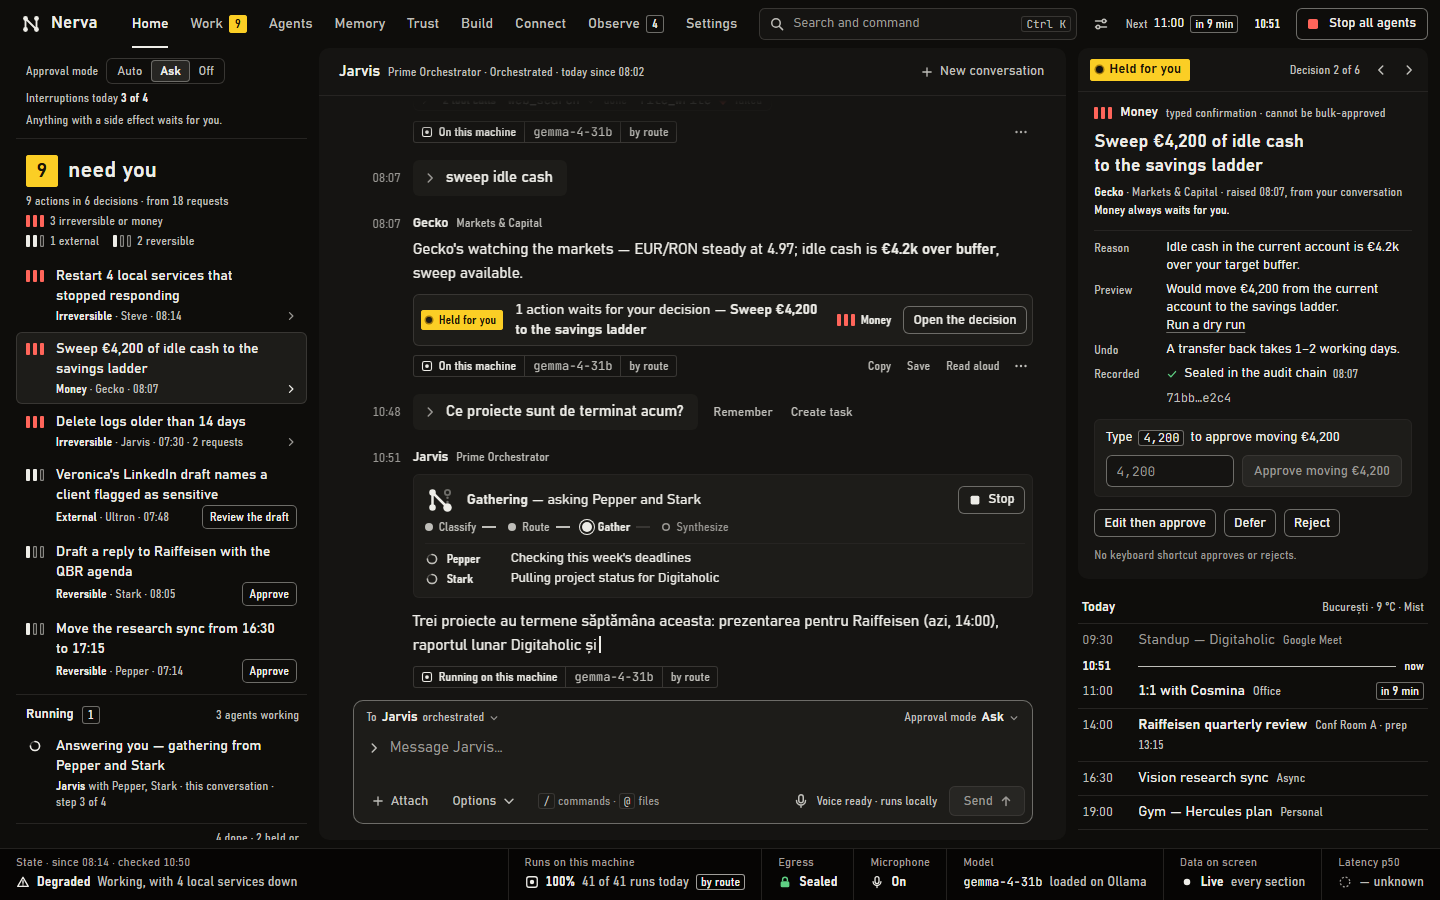 Nerva
Home
Work 9
Agents
Memory
Trust
Build
Connect
Observe 4
Settings
Search and command Ctrl K
Next 11:00 in 9 min
10:51
Stop all agents
Approval mode Auto Ask Off
Interruptions today 3 of 4
Anything with a side effect waits for you.
9 need you
9 actions in 6 decisions · from 18 requests
3 irreversible or money
1 external 2 reversible
Restart 4 local services that
stopped responding
Irreversible · Steve · 08:14
Sweep €4,200 of idle cash to the
savings ladder
Money · Gecko · 08:07
Delete logs older than 14 days
Irreversible · Jarvis · 07:30 · 2 requests
Veronica's LinkedIn draft names a
client flagged as sensitive
External · Ultron · 07:48 Review the draft
Draft a reply to Raiffeisen with the
QBR agenda
Reversible · Stark · 08:05 Approve
Move the research sync from 16:30
to 17:15
Reversible · Pepper · 07:14 Approve
Running 1 3 agents working
Answering you — gathering from
Pepper and Stark
Jarvis with Pepper, Stark · this conversation ·
step 3 of 4
4 done · 2 held or
Jarvis Prime Orchestrator · Orchestrated · today since 08:02
New conversation
On this machine gemma-4-31b by route
08:07 sweep idle cash
08:07 Gecko Markets & Capital
Gecko's watching the markets — EUR/RON steady at 4.97; idle cash is €4.2k over buffer,
sweep available.
Held for you 1 action waits for your decision — Sweep €4,200
to the savings ladder
Money Open the decision
On this machine gemma-4-31b by route
Copy Save Read aloud
10:48 Ce proiecte sunt de terminat acum? Remember Create task
10:51 Jarvis Prime Orchestrator
Gathering — asking Pepper and Stark Stop
Classify Route Gather Synthesize
Pepper Checking this week's deadlines
Stark Pulling project status for Digitaholic
Trei proiecte au termene săptămâna aceasta: prezentarea pentru Raiffeisen (azi, 14:00),
raportul lunar Digitaholic și
Running on this machine gemma-4-31b by route
To Jarvis orchestrated
Approval mode Ask
Message Jarvis…
Attach Options / commands · @ files
Voice ready · runs locally Send
Held for you Decision 2 of 6
Money typed confirmation · cannot be bulk-approved
Sweep €4,200 of idle cash
to the savings ladder
Gecko · Markets & Capital · raised 08:07, from your conversation
Money always waits for you.
Reason Idle cash in the current account is €4.2k
over your target buffer.
Preview Would move €4,200 from the current
account to the savings ladder.
Run a dry run
Undo A transfer back takes 1–2 working days.
Recorded Sealed in the audit chain 08:07
71bb…e2c4
Type 4,200 to approve moving €4,200
4,200 Approve moving €4,200
Edit then approve Defer Reject
No keyboard shortcut approves or rejects.
Today București · 9 °C · Mist
09:30 Standup — Digitaholic Google Meet
10:51 now
11:00 1:1 with Cosmina Office in 9 min
14:00 Raiffeisen quarterly review Conf Room A · prep
13:15
16:30 Vision research sync Async
19:00 Gym — Hercules plan Personal
State · since 08:14 · checked 10:50
Degraded Working, with 4 local services down
Runs on this machine
100% 41 of 41 runs today by route
Egress
Sealed
Microphone
On
Model
gemma-4-31b loaded on Ollama
Data on screen
Live every section
Latency p50
— unknown